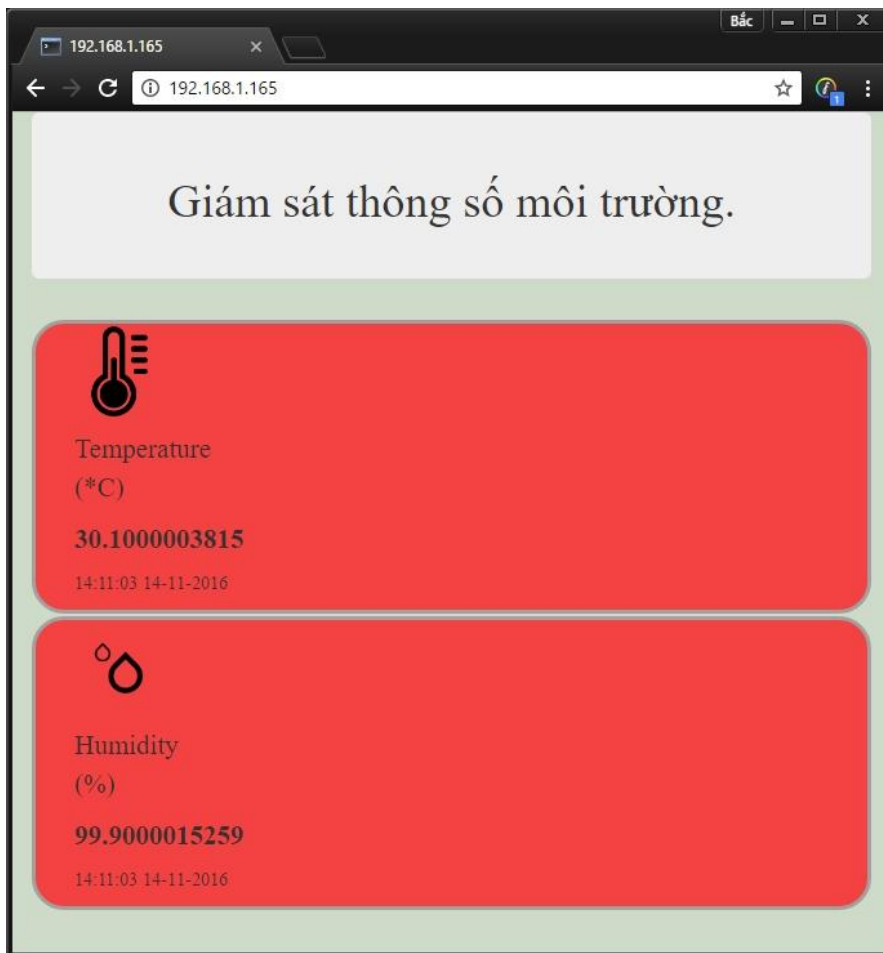 Bắc
192.168.1.165
192.168.1.165
1
Giám sát thông số môi trường.
Temperature
(*C)
30.1000003815
14:11:03 14-11-2016
Humidity
(%)
99.9000015259
14:11:03 14-11-2016